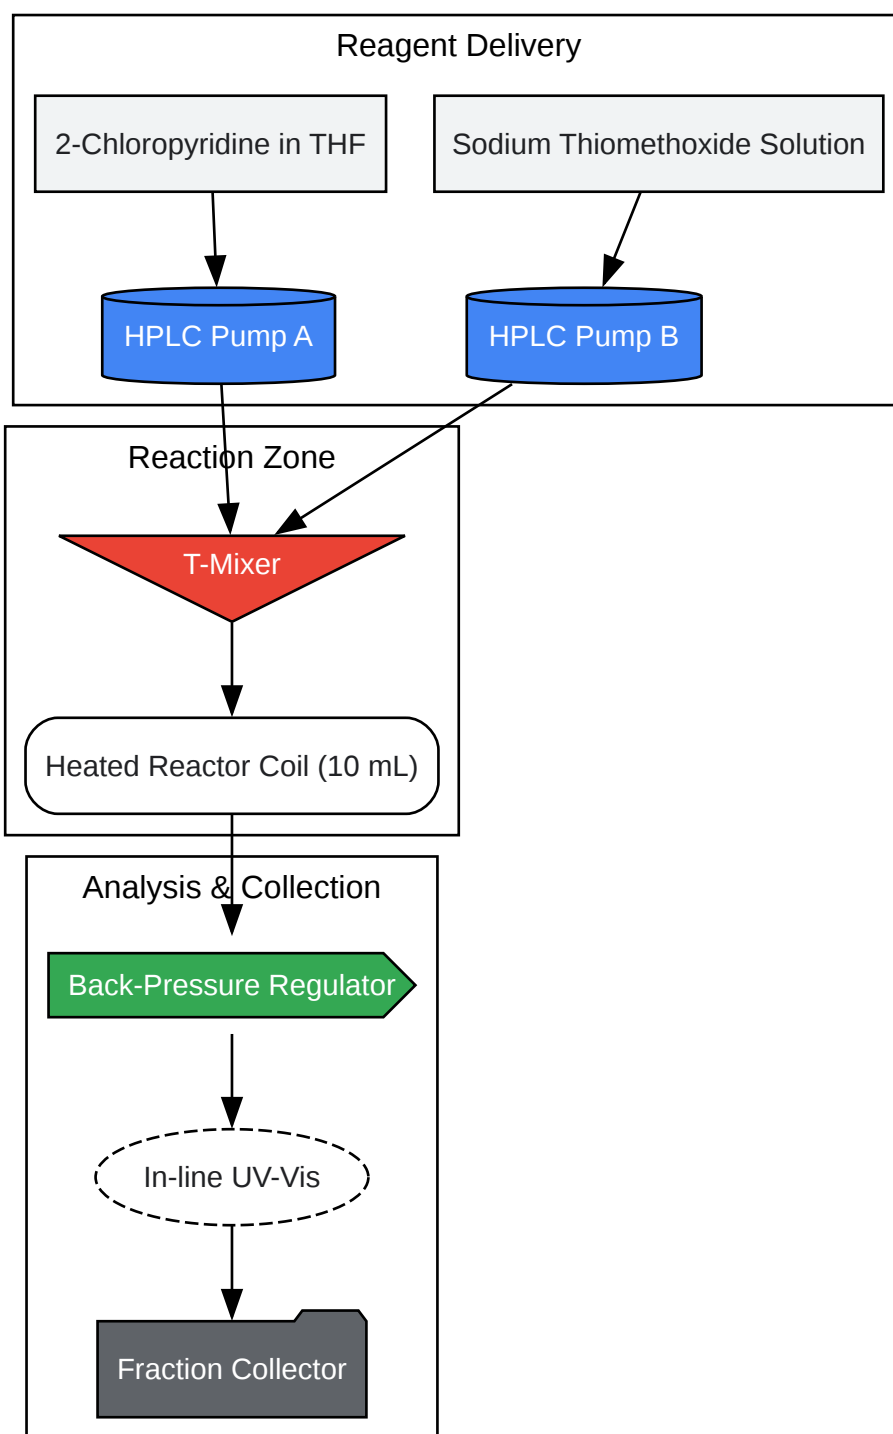 Reagent Delivery
2-Chloropyridine in THF
Sodium Thiomethoxide Solution
HPLC Pump A
HPLC Pump B
Reaction Zone
T-Mixer
Heated Reactor Coil (10 mL)
Analysis & Collection
Back-Pressure Regulator
In-line UV-Vis
Fraction Collector